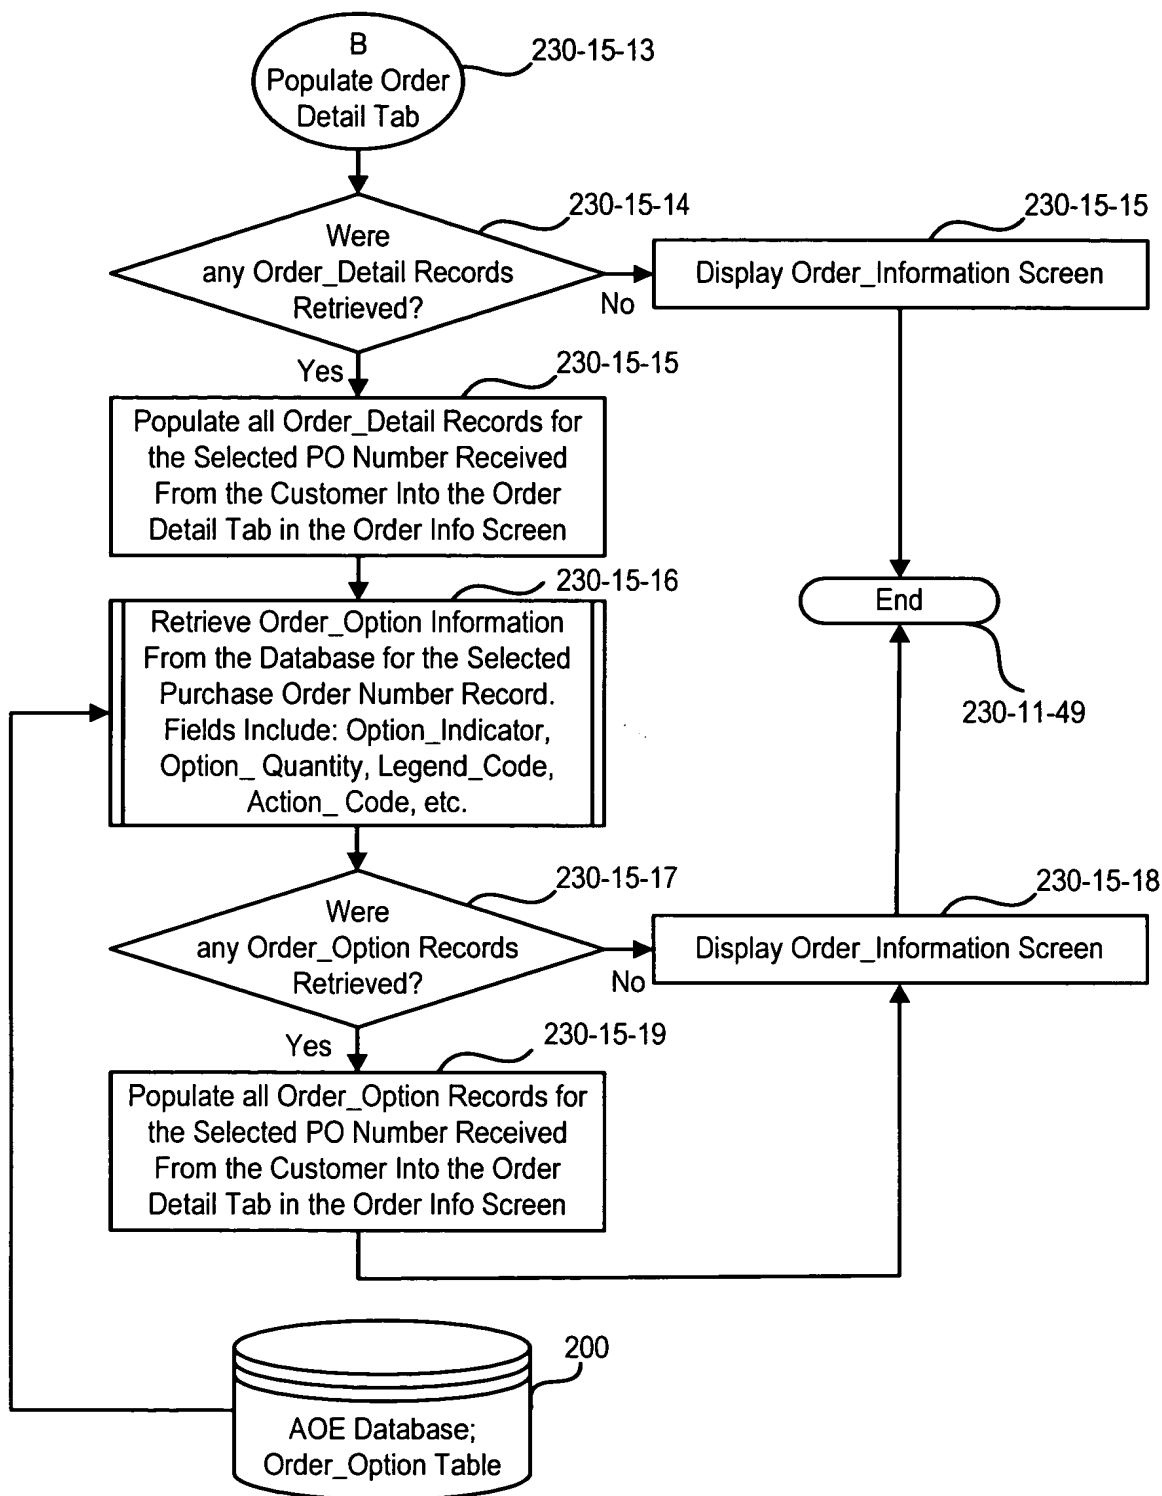 B
Populate Order
Detail Tab
230-15-13
Were
any Order_Detail Records
Retrieved?
230-15-14
No
Yes
230-15-15
Display Order_Information Screen
230-15-15
Populate all Order_Detail Records for
the Selected PO Number Received
From the Customer Into the Order
Detail Tab in the Order Info Screen
230-15-16
Retrieve Order_Option Information
From the Database for the Selected
Purchase Order Number Record.
Fields Include: Option_Indicator,
Option_ Quantity, Legend_Code,
Action_ Code, etc.
End
230-11-49
Were
any Order_Option Records
Retrieved?
230-15-17
No
Yes
230-15-18
Display Order_Information Screen
230-15-19
Populate all Order_Option Records for
the Selected PO Number Received
From the Customer Into the Order
Detail Tab in the Order Info Screen
200
AOE Database;
Order_Option Table